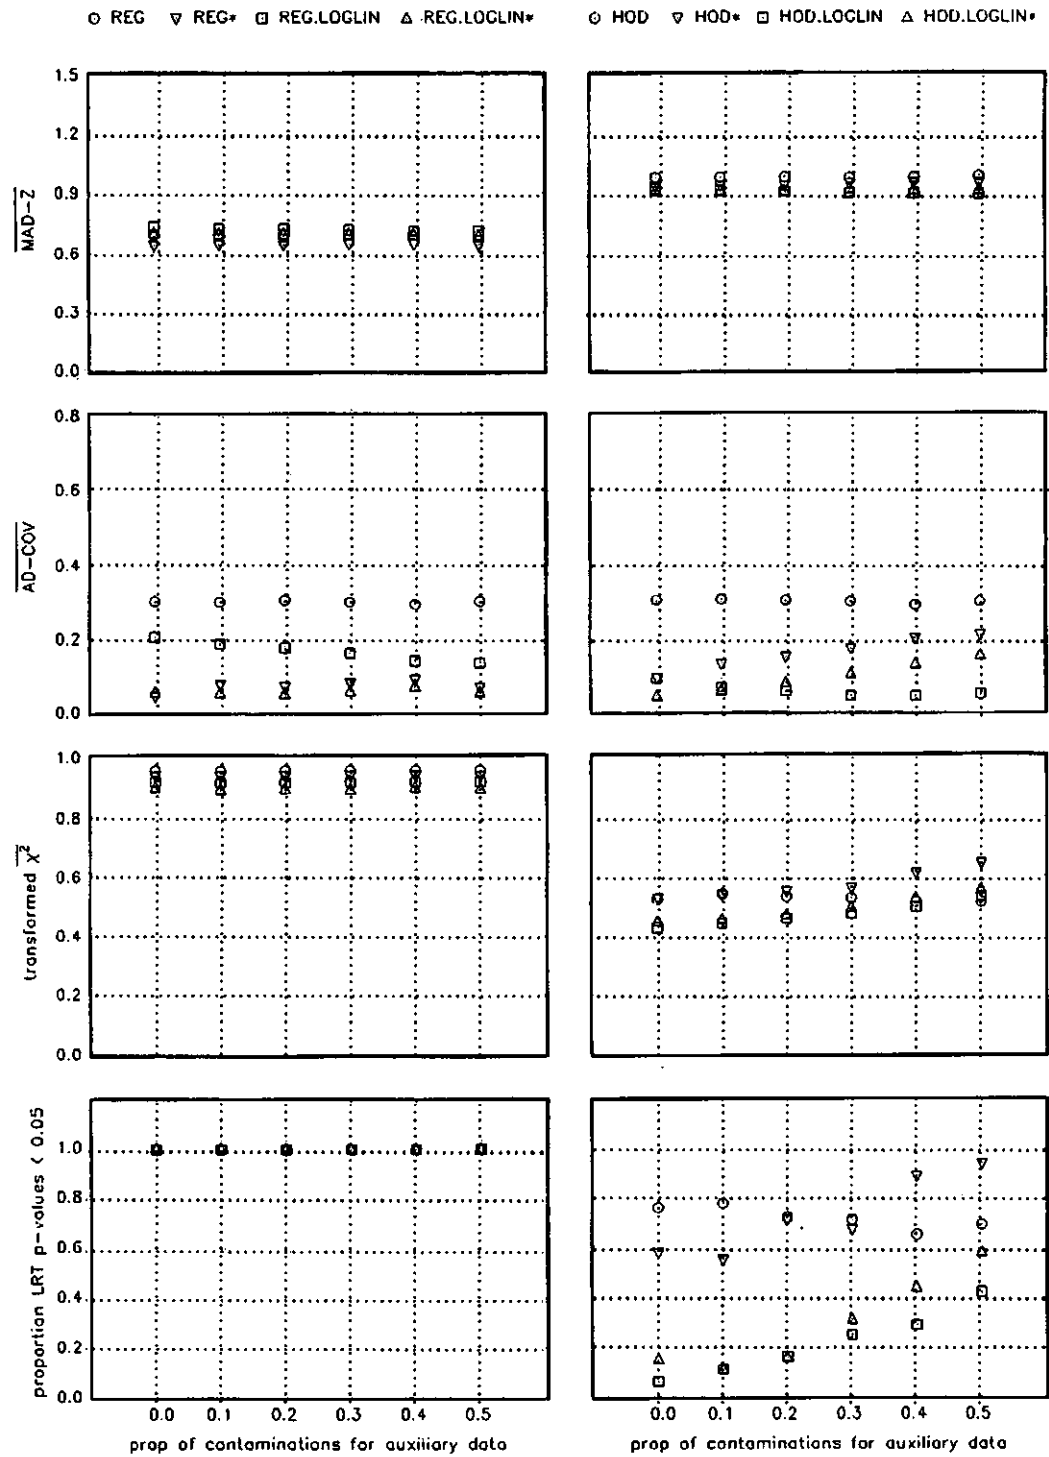 REG REG* REG.LOGLIN REG.LOGLIN*
HOD HOD* HOD.LOGLIN HOD.LOGLIN*
MAD-Z
1.5
1.2
0.9
0.6
0.3
0.0
AD-COV
0.8
0.6
0.4
0.2
0.0
transformed χ²
1.0
0.8
0.6
0.4
0.2
0.0
proportion LRT p-values < 0.05
1.0
0.8
0.6
0.4
0.2
0.0
0.0 0.1 0.2 0.3 0.4 0.5
prop of contaminations for auxiliary data
0.0 0.1 0.2 0.3 0.4 0.5
prop of contaminations for auxiliary data